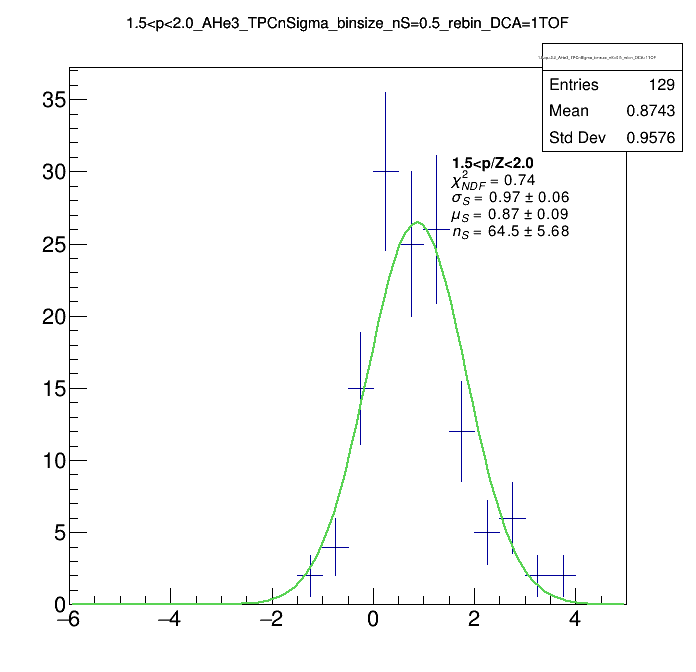 1.5<p<2.0_AHe3_TPCnSigma_binsize_nS=0.5_rebin_DCA=1TOF
Entries 129
Mean 0.8743
Std Dev 0.9576
1.5<p/Z<2.0
χ²NDF = 0.74
σS = 0.97 ± 0.06
μS = 0.87 ± 0.09
nS = 64.5 ± 5.68
35
30
25
20
15
10
5
0
−6 −4 −2 0 2 4